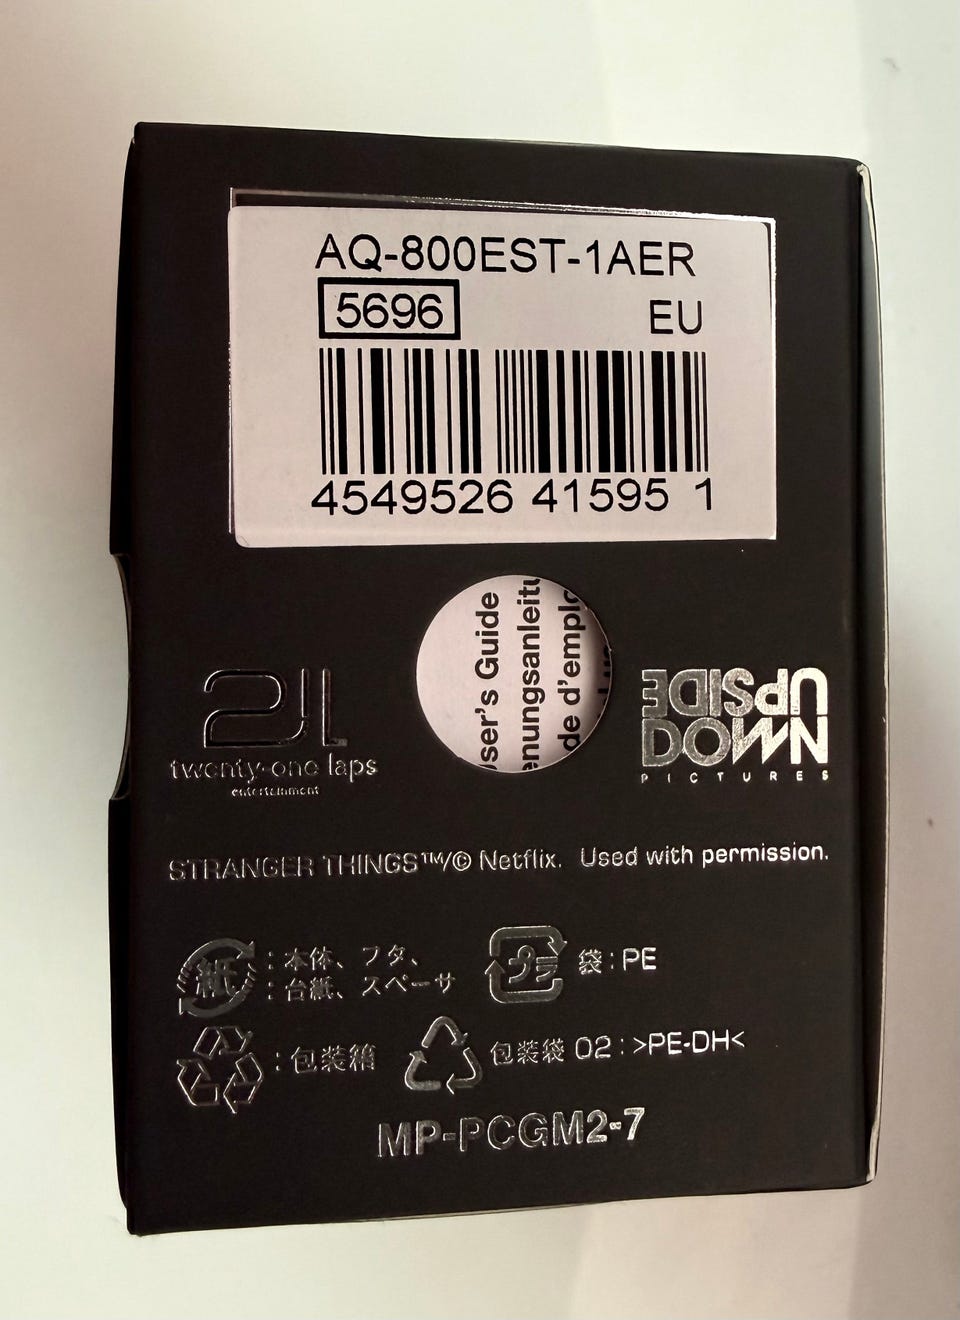 AQ-800EST-1AER
5696 EU
4549526 41595 1
ser's Guide
enungsanleitu
de d'emplo
21L
twenty-one laps
entertainment
UPSIDE
DOWN
PICTURES
STRANGER THINGS™/© Netflix. Used with permission.
紙 : 本体、フタ、
: 台紙、スペーサ
プラ 袋 : PE
: 包装箱
包装袋 02 : >PE-DH<
MP-PCGM2-7